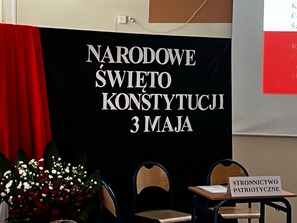 NARODOWE
ŚWIĘTO
KONSTYTUCJI
3 MAJA
STRONNICTWO
PATRIOTYCZNE